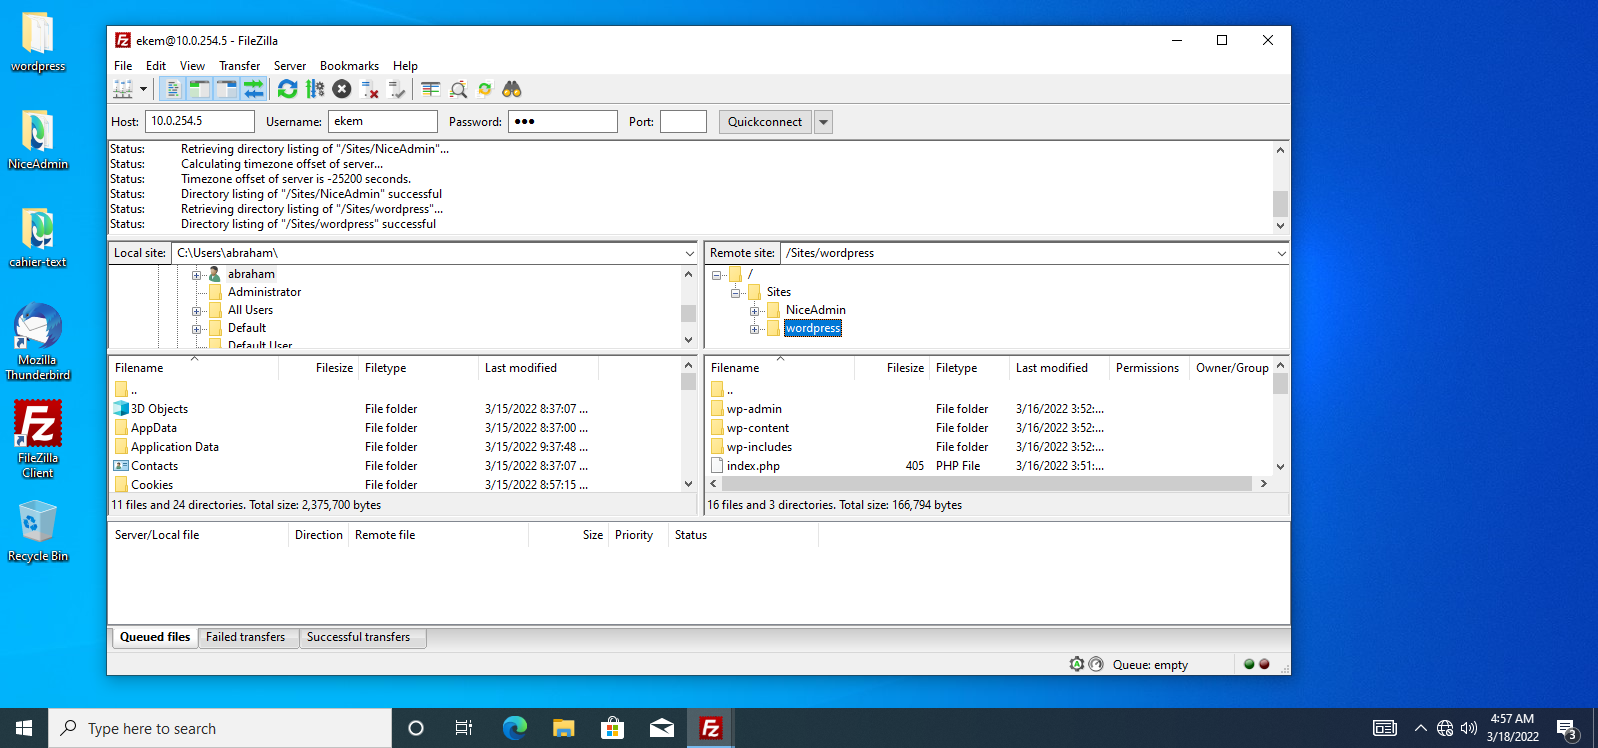 wordpress
NiceAdmin
cahier-text
Mozilla
Thunderbird
FileZilla
Client
Recycle Bin
ekem@10.0.254.5 - FileZilla
File Edit View Transfer Server Bookmarks Help
Host: 10.0.254.5 Username: ekem Password: ●●● Port: Quickconnect
Status: Retrieving directory listing of "/Sites/NiceAdmin"...
Status: Calculating timezone offset of server...
Status: Timezone offset of server is -25200 seconds.
Status: Directory listing of "/Sites/NiceAdmin" successful
Status: Retrieving directory listing of "/Sites/wordpress"...
Status: Directory listing of "/Sites/wordpress" successful
Local site: C:\Users\abraham\
abraham
Administrator
All Users
Default
Default User
Filename Filesize Filetype Last modified
..
3D Objects File folder 3/15/2022 8:37:07 ...
AppData File folder 3/15/2022 8:37:00 ...
Application Data File folder 3/15/2022 9:37:48 ...
Contacts File folder 3/15/2022 8:37:07 ...
Cookies File folder 3/15/2022 8:57:15 ...
11 files and 24 directories. Total size: 2,375,700 bytes
Remote site: /Sites/wordpress
/
Sites
NiceAdmin
wordpress
Filename Filesize Filetype Last modified Permissions Owner/Group
..
wp-admin File folder 3/16/2022 3:52:...
wp-content File folder 3/16/2022 3:52:...
wp-includes File folder 3/16/2022 3:52:...
index.php 405 PHP File 3/16/2022 3:51:...
16 files and 3 directories. Total size: 166,794 bytes
Server/Local file Direction Remote file Size Priority Status
Queued files Failed transfers Successful transfers
Queue: empty
Type here to search
4:57 AM
3/18/2022
3